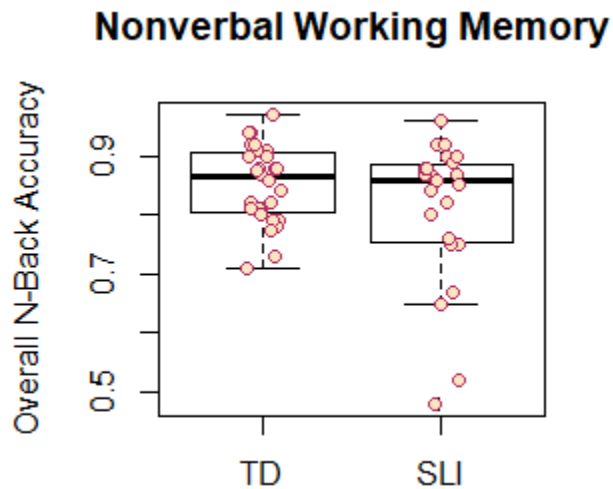 Nonverbal Working Memory
Overall N-Back Accuracy
0.9
0.7
0.5
TD
SLI